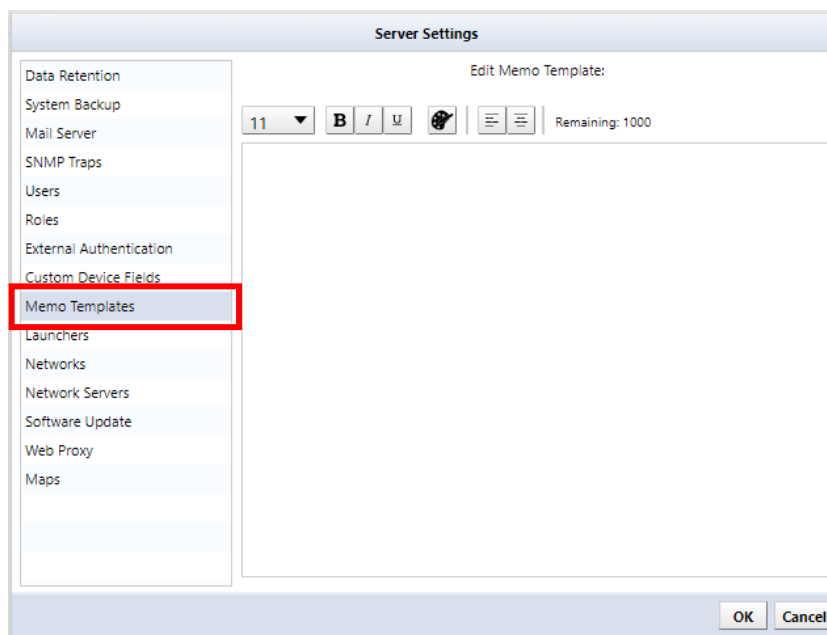 Server Settings
Data Retention
System Backup
Mail Server
SNMP Traps
Users
Roles
External Authentication
Custom Device Fields
Memo Templates
Launchers
Networks
Network Servers
Software Update
Web Proxy
Maps
Edit Memo Template:
11 B I U Remaining: 1000
OK Cancel